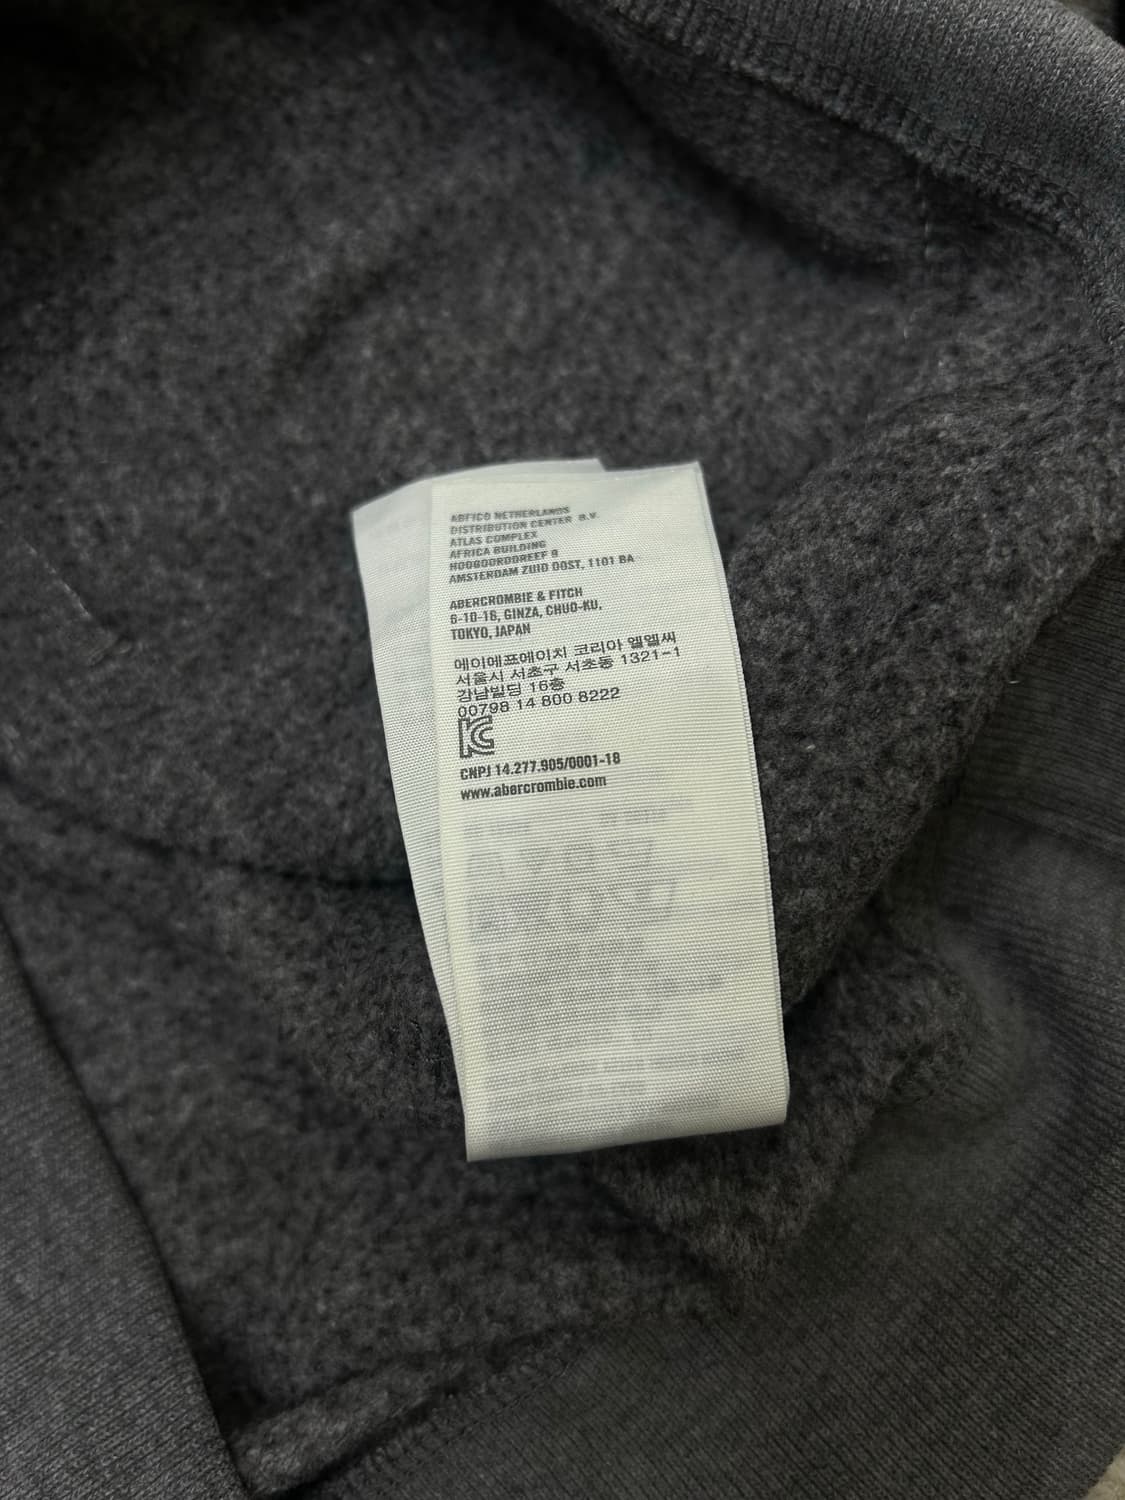 ABFICO NETHERLANDS
DISTRIBUTION CENTER B.V.
ATLAS COMPLEX
AFRICA BUILDING
HOOGOORDDREEF 9
AMSTERDAM ZUID OOST, 1101 BA
ABERCROMBIE & FITCH
6-10-16, GINZA, CHUO-KU,
TOKYO, JAPAN
에이에프에이치 코리아 엘엘씨
서울시 서초구 서초동 1321-1
강남빌딩 16층
00798 14 800 8222
KC
CNPJ 14.277.905/0001-18
www.abercrombie.com